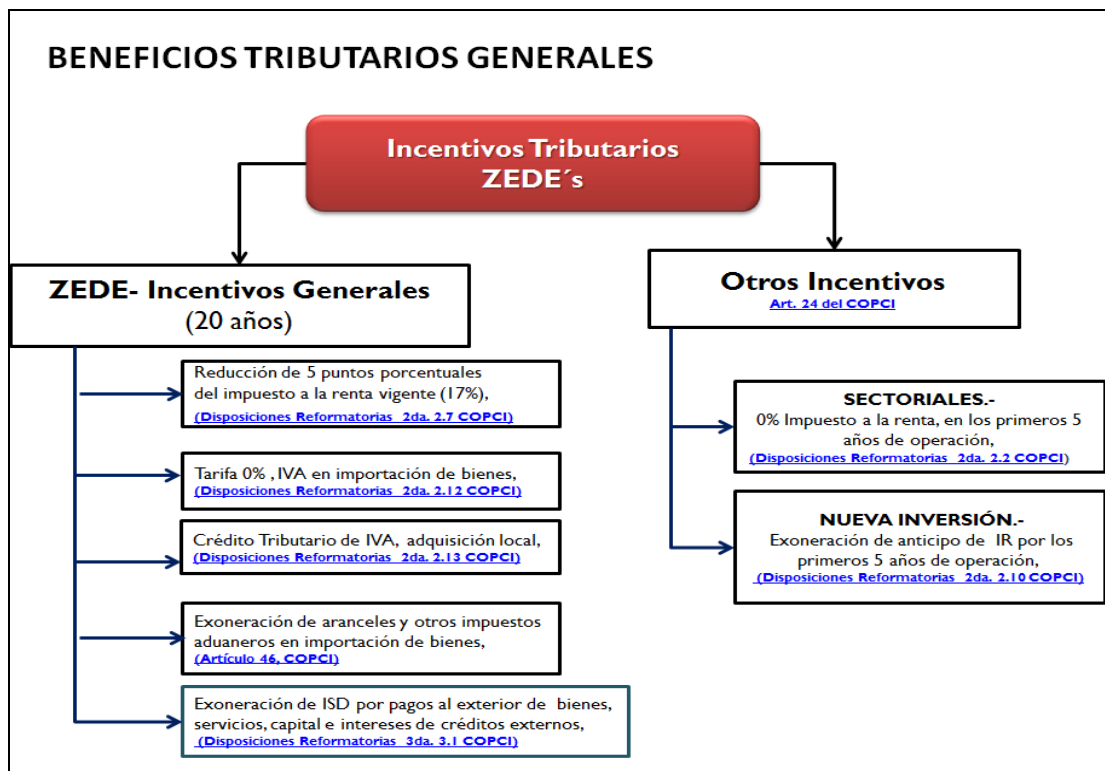 BENEFICIOS TRIBUTARIOS GENERALES
Incentivos Tributarios
ZEDE´s
ZEDE- Incentivos Generales
(20 años)
Reducción de 5 puntos porcentuales
del impuesto a la renta vigente (17%),
(Disposiciones Reformatorias 2da. 2.7 COPCI)
Tarifa 0% , IVA en importación de bienes,
(Disposiciones Reformatorias 2da. 2.12 COPCI)
Crédito Tributario de IVA, adquisición local,
(Disposiciones Reformatorias 2da. 2.13 COPCI)
Exoneración de aranceles y otros impuestos
aduaneros en importación de bienes,
(Artículo 46, COPCI)
Exoneración de ISD por pagos al exterior de bienes,
servicios, capital e intereses de créditos externos,
(Disposiciones Reformatorias 3da. 3.1 COPCI)
Otros Incentivos
Art. 24 del COPCI
SECTORIALES.-
0% Impuesto a la renta, en los primeros 5
años de operación,
(Disposiciones Reformatorias 2da. 2.2 COPCI)
NUEVA INVERSIÓN.-
Exoneración de anticipo de IR por los
primeros 5 años de operación,
(Disposiciones Reformatorias 2da. 2.10 COPCI)